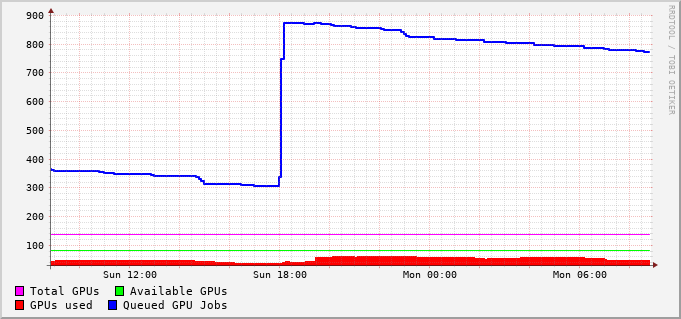 900
800
700
600
500
400
300
200
100
Sun 12:00 Sun 18:00 Mon 00:00 Mon 06:00
Total GPUs Available GPUs
GPUs used Queued GPU Jobs
RRDTOOL / TOBI OETIKER